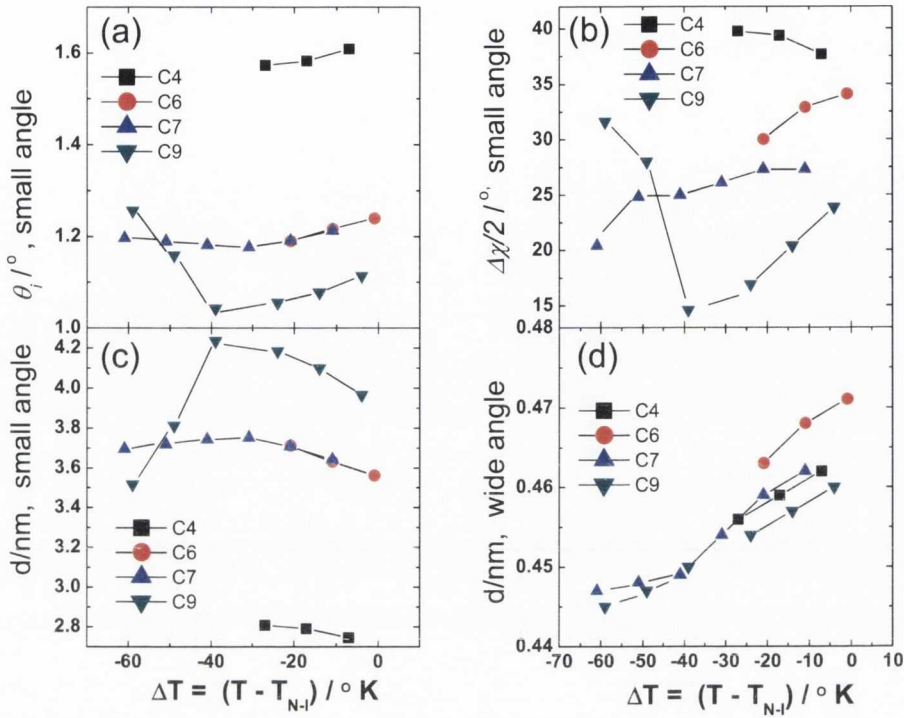 (a)
C4
C6
C7
C9
1.6
1.4
1.2
1.0
θi/°, small angle
(b)
C4
C6
C7
C9
40
35
30
25
20
15
Δχ/2 /°, small angle
(c)
C4
C6
C7
C9
4.2
4.0
3.8
3.6
3.4
3.2
3.0
2.8
d/nm, small angle
-60 -40 -20 0
ΔT = (T - TN-I) / ° K
(d)
C4
C6
C7
C9
0.48
0.47
0.46
0.45
0.44
d/nm, wide angle
-70 -60 -50 -40 -30 -20 -10 0 10
ΔT = (T - TN-I) / ° K